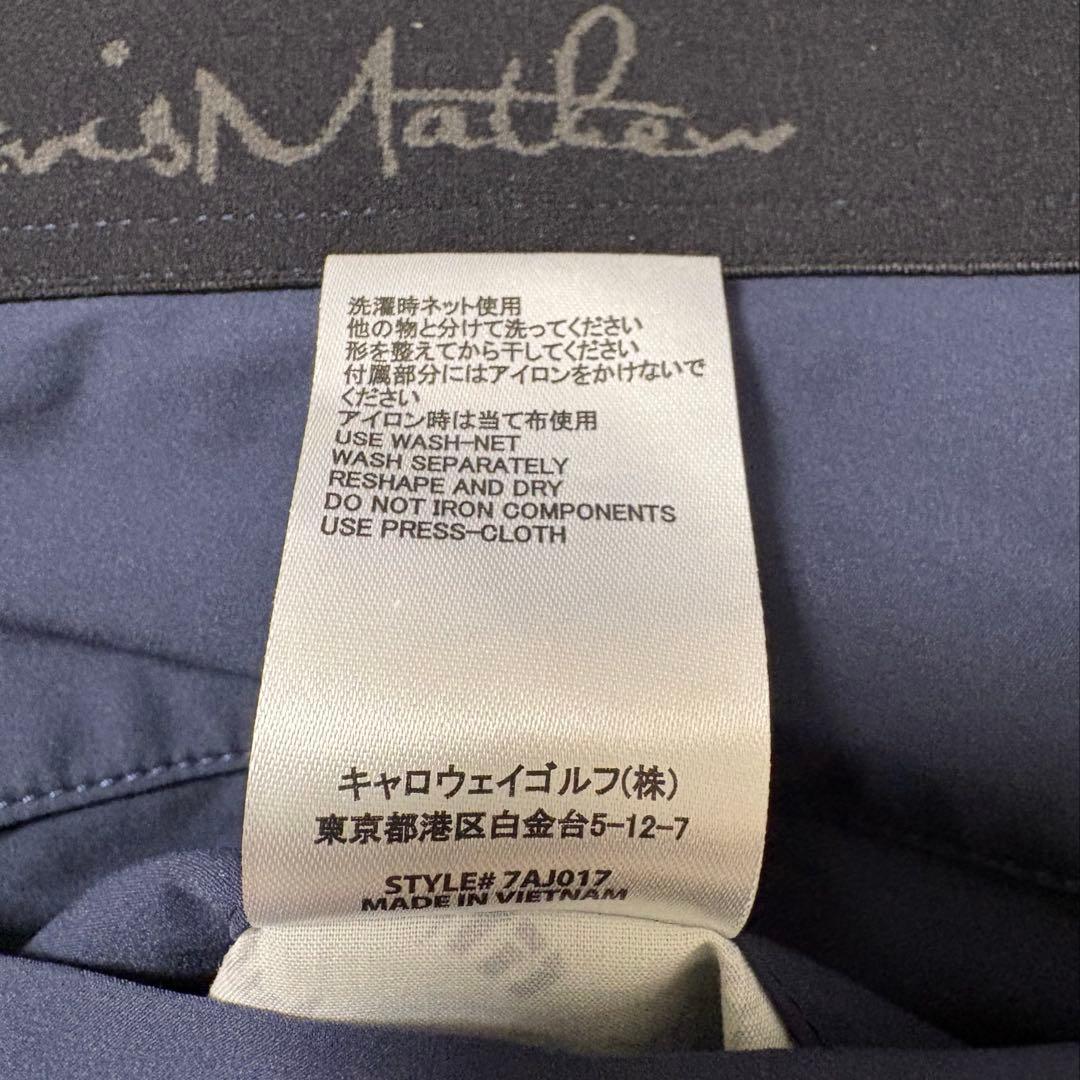 visMathew
洗濯時ネット使用
他の物と分けて洗ってください
形を整えてから干してください
付属部分にはアイロンをかけないで
ください
アイロン時は当て布使用
USE WASH-NET
WASH SEPARATELY
RESHAPE AND DRY
DO NOT IRON COMPONENTS
USE PRESS-CLOTH
キャロウェイゴルフ(株)
東京都港区白金台5-12-7
STYLE# 7AJ017
MADE IN VIETNAM